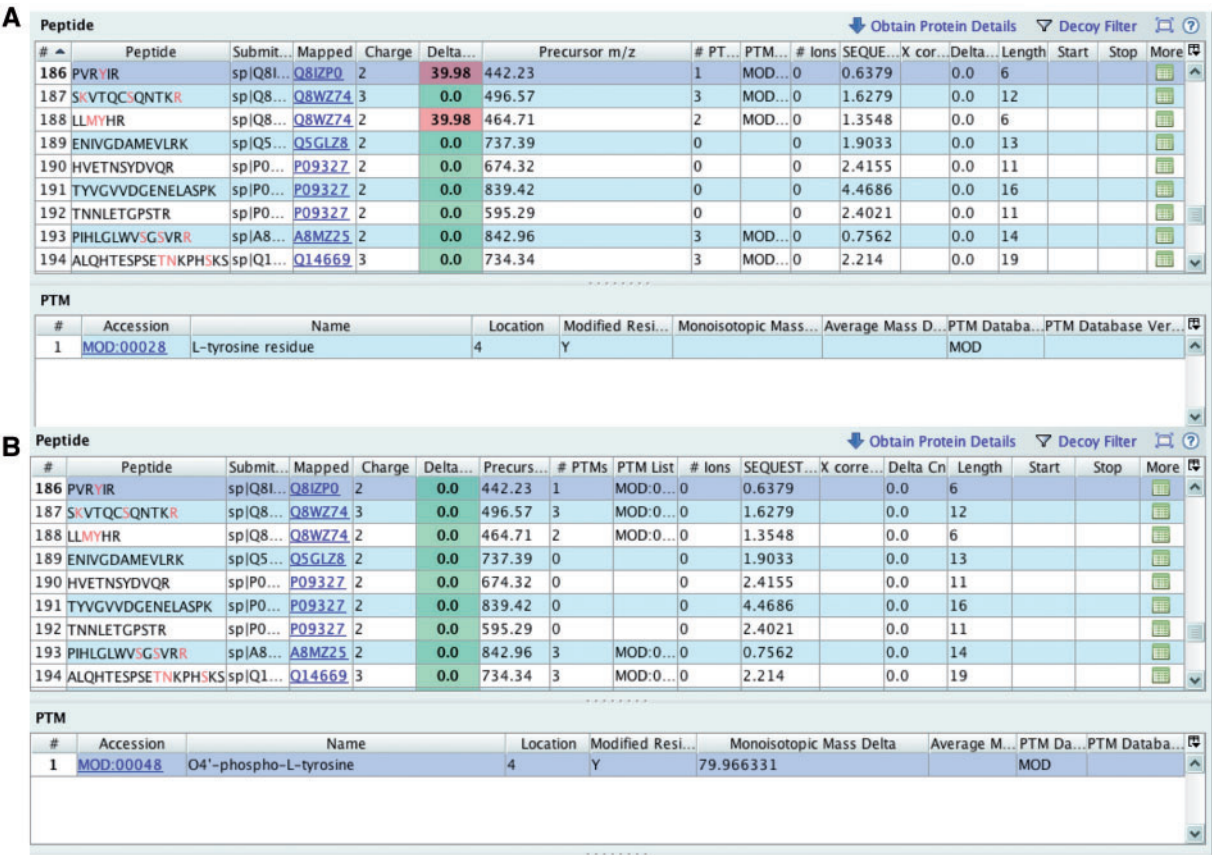 A
Peptide Obtain Protein Details Decoy Filter
# Peptide Submit... Mapped Charge Delta... Precursor m/z # PT... PTM... # Ions SEQUE... X cor... Delta... Length Start Stop More
186 PVRYIR sp|Q8I... Q8IZP0 2 39.98 442.23 1 MOD... 0 0.6379 0.0 6
187 SKVTQCSQNTKR sp|Q8... Q8WZ74 3 0.0 496.57 3 MOD... 0 1.6279 0.0 12
188 LLMYHR sp|Q8... Q8WZ74 2 39.98 464.71 2 MOD... 0 1.3548 0.0 6
189 ENIVGDAMEVLRK sp|Q5... Q5GLZ8 2 0.0 737.39 0 0 1.9033 0.0 13
190 HVETNSYDVQR sp|P0... P09327 2 0.0 674.32 0 0 2.4155 0.0 11
191 TYVGVVDGENELASPK sp|P0... P09327 2 0.0 839.42 0 0 4.4686 0.0 16
192 TNNLETGPSTR sp|P0... P09327 2 0.0 595.29 0 0 2.4021 0.0 11
193 PIHLGLWVSGSVRR sp|A8... A8MZ25 2 0.0 842.96 3 MOD... 0 0.7562 0.0 14
194 ALQHTESPSETNKPHSKS sp|Q1... Q14669 3 0.0 734.34 3 MOD... 0 2.214 0.0 19
PTM
# Accession Name Location Modified Resi... Monoisotopic Mass... Average Mass D... PTM Databa... PTM Database Ver...
1 MOD:00028 L-tyrosine residue 4 Y MOD
B
Peptide Obtain Protein Details Decoy Filter
# Peptide Submit... Mapped Charge Delta... Precurs... # PTMs PTM List # Ions SEQUEST... X corre... Delta Cn Length Start Stop More
186 PVRYIR sp|Q8I... Q8IZP0 2 0.0 442.23 1 MOD:0... 0 0.6379 0.0 6
187 SKVTQCSQNTKR sp|Q8... Q8WZ74 3 0.0 496.57 3 MOD:0... 0 1.6279 0.0 12
188 LLMYHR sp|Q8... Q8WZ74 2 0.0 464.71 2 MOD:0... 0 1.3548 0.0 6
189 ENIVGDAMEVLRK sp|Q5... Q5GLZ8 2 0.0 737.39 0 0 1.9033 0.0 13
190 HVETNSYDVQR sp|P0... P09327 2 0.0 674.32 0 0 2.4155 0.0 11
191 TYVGVVDGENELASPK sp|P0... P09327 2 0.0 839.42 0 0 4.4686 0.0 16
192 TNNLETGPSTR sp|P0... P09327 2 0.0 595.29 0 0 2.4021 0.0 11
193 PIHLGLWVSGSVRR sp|A8... A8MZ25 2 0.0 842.96 3 MOD:0... 0 0.7562 0.0 14
194 ALQHTESPSETNKPHSKS sp|Q1... Q14669 3 0.0 734.34 3 MOD:0... 0 2.214 0.0 19
PTM
# Accession Name Location Modified Resi... Monoisotopic Mass Delta Average M... PTM Da... PTM Databa...
1 MOD:00048 O4'-phospho-L-tyrosine 4 Y 79.966331 MOD